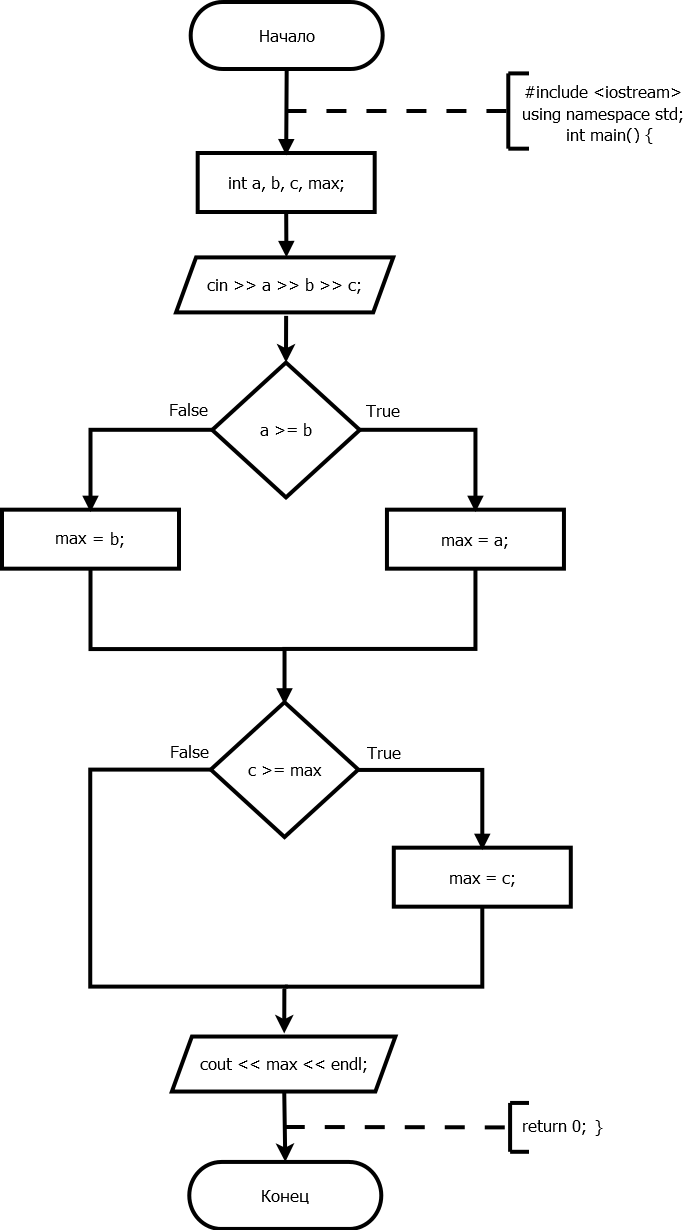 Начало
#include <iostream>
using namespace std;
int main() {
int a, b, c, max;
cin >> a >> b >> c;
a >= b
False
True
max = b;
max = a;
c >= max
False
True
max = c;
cout << max << endl;
return 0; }
Конец